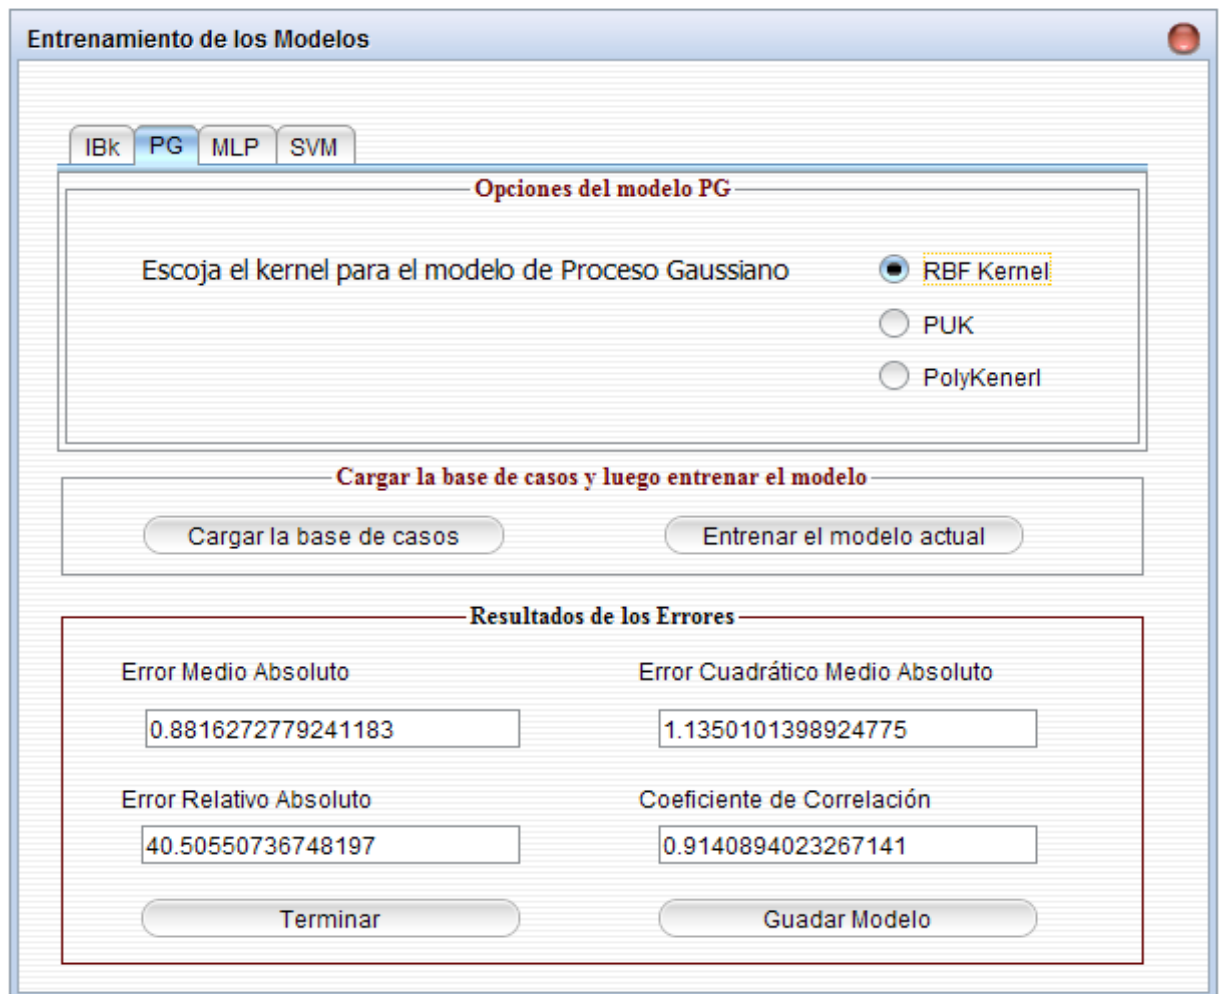 Entrenamiento de los Modelos
IBk PG MLP SVM
Opciones del modelo PG
Escoja el kernel para el modelo de Proceso Gaussiano RBF Kernel
PUK
PolyKenerl
Cargar la base de casos y luego entrenar el modelo
Cargar la base de casos Entrenar el modelo actual
Resultados de los Errores
Error Medio Absoluto Error Cuadrático Medio Absoluto
0.8816272779241183 1.1350101398924775
Error Relativo Absoluto Coeficiente de Correlación
40.50550736748197 0.9140894023267141
Terminar Guadar Modelo